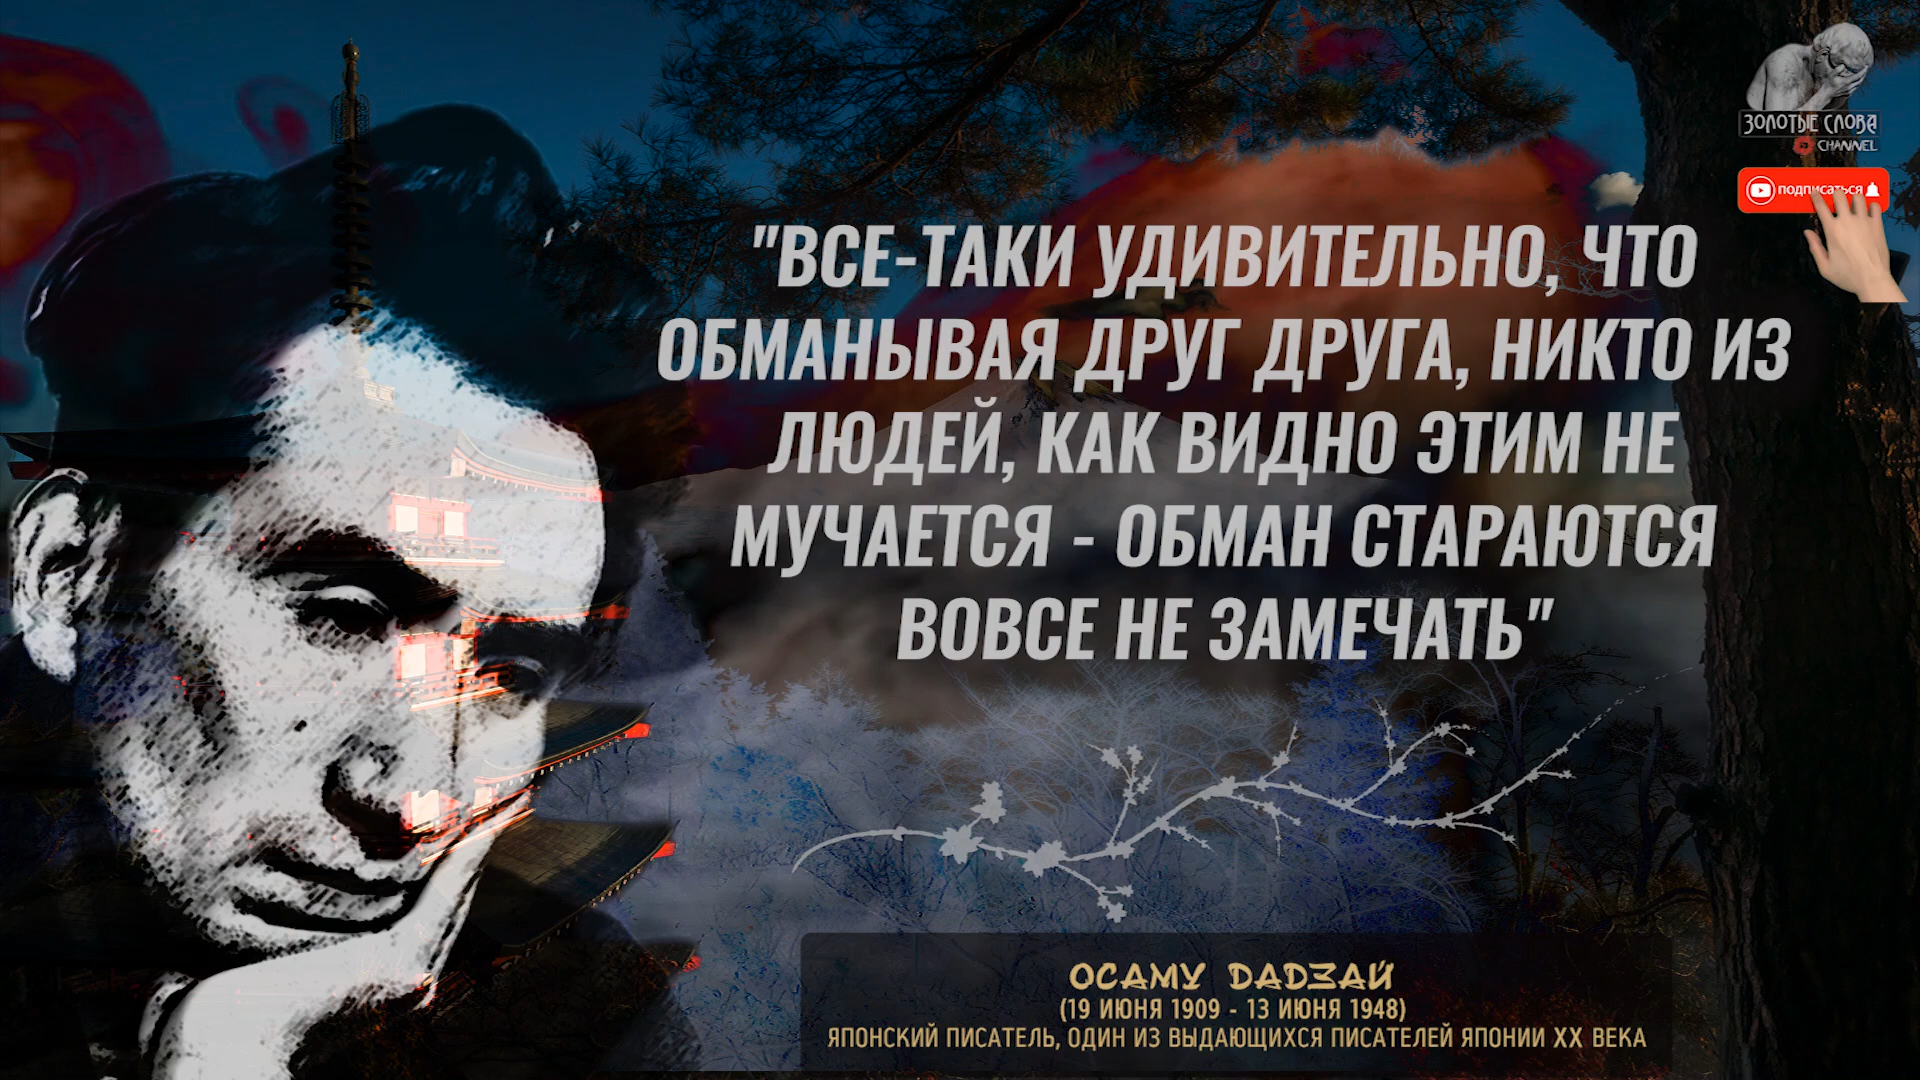 ЗОЛОТЫЕ СЛОВА
CHANNEL
ПОДПИСАТЬСЯ
"ВСЕ-ТАКИ УДИВИТЕЛЬНО, ЧТО
ОБМАНЫВАЯ ДРУГ ДРУГА, НИКТО ИЗ
ЛЮДЕЙ, КАК ВИДНО ЭТИМ НЕ
МУЧАЕТСЯ - ОБМАН СТАРАЮТСЯ
ВОВСЕ НЕ ЗАМЕЧАТЬ"
ОСАМУ ДАДЗАЙ
(19 ИЮНЯ 1909 - 13 ИЮНЯ 1948)
ЯПОНСКИЙ ПИСАТЕЛЬ, ОДИН ИЗ ВЫДАЮЩИХСЯ ПИСАТЕЛЕЙ ЯПОНИИ XX ВЕКА